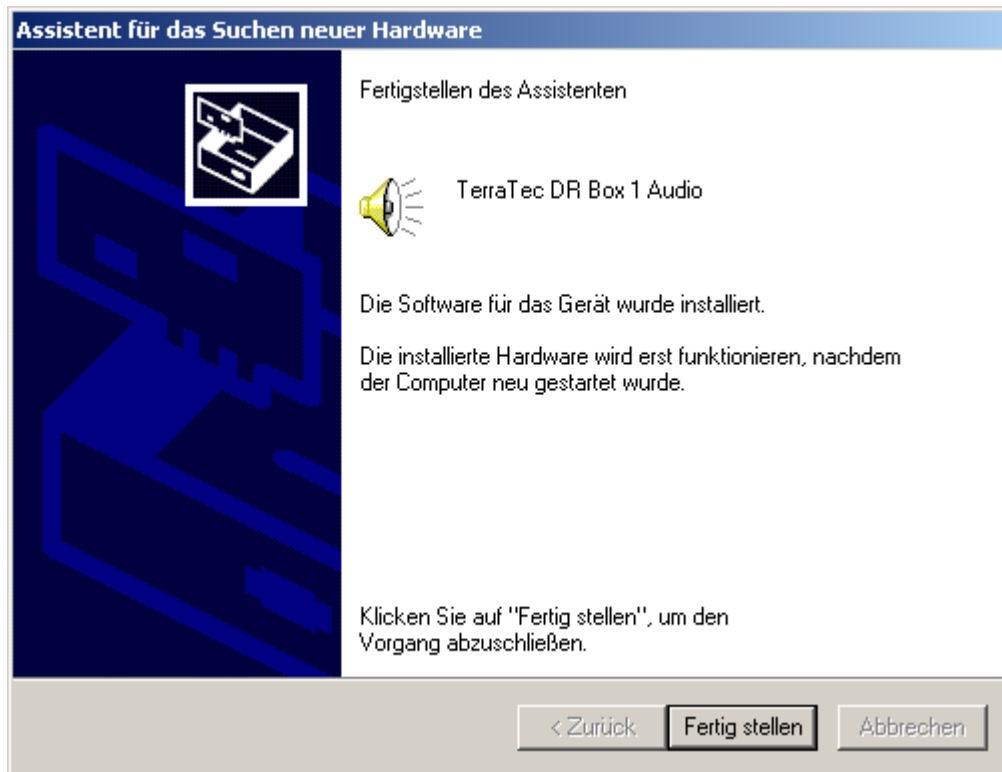 Assistent für das Suchen neuer Hardware
Fertigstellen des Assistenten
TerraTec DR Box 1 Audio
Die Software für das Gerät wurde installiert.
Die installierte Hardware wird erst funktionieren, nachdem
der Computer neu gestartet wurde.
Klicken Sie auf "Fertig stellen", um den
Vorgang abzuschließen.
< Zurück
Fertig stellen
Abbrechen